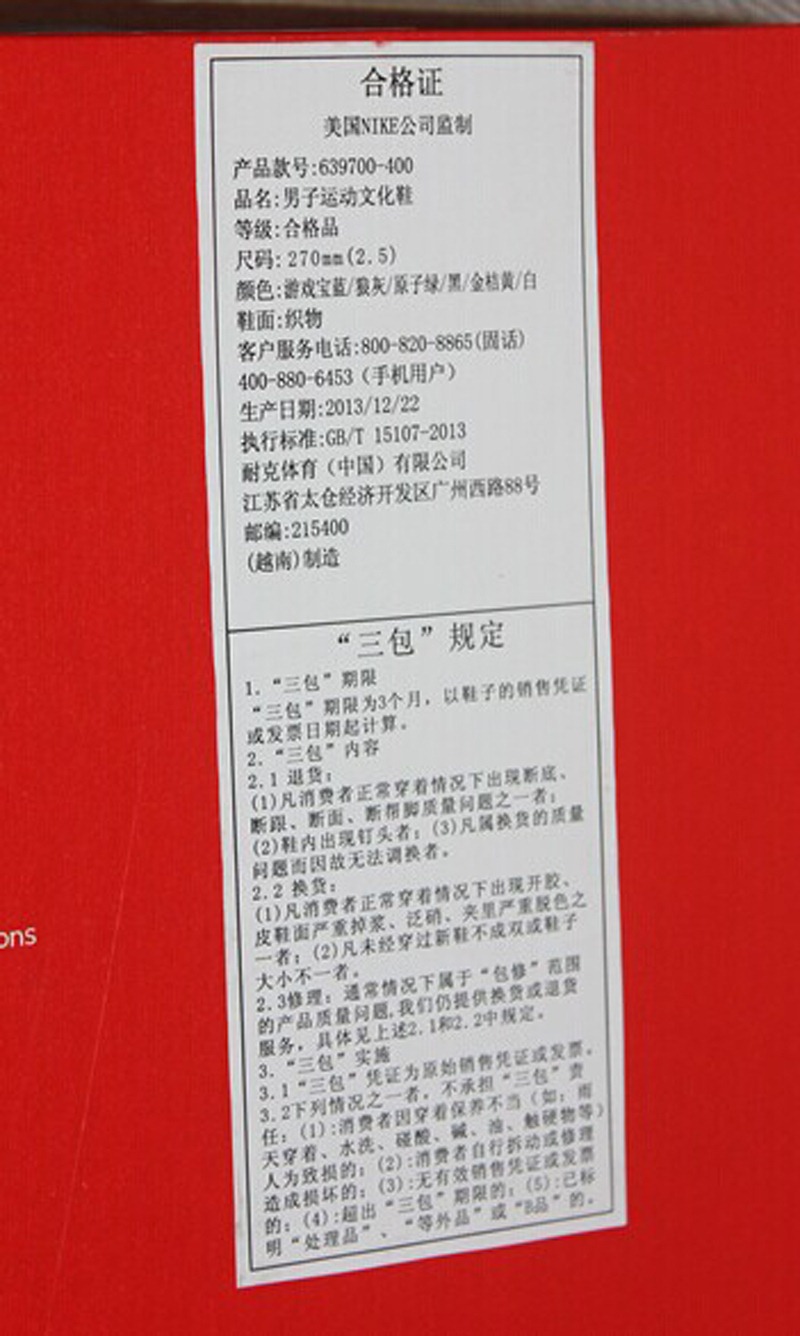 合格证
美国NIKE公司监制
产品款号:639700-400
品名:男子运动文化鞋
等级:合格品
尺码: 270mm(2.5)
颜色:游戏宝蓝/狼灰/原子绿/黑/金桔黄/白
鞋面:织物
客户服务电话:800-820-8865(固话)
400-880-6453（手机用户）
生产日期:2013/12/22
执行标准:GB/T 15107-2013
耐克体育（中国）有限公司
江苏省太仓经济开发区广州西路88号
邮编:215400
(越南)制造
“三包”规定
1. “三包”期限
“三包”期限为3个月，以鞋子的销售凭证
或发票日期起计算。
2. “三包”内容
2.1 退货：
(1)凡消费者正常穿着情况下出现断底、
断跟、断面、断帮脚质量问题之一者；
(2)鞋内出现钉头者；(3)凡属换货的质量
问题而因故无法调换者。
2.2 换货：
(1)凡消费者正常穿着情况下出现开胶、
皮鞋面严重掉浆、泛硝、夹里严重脱色之
一者；(2)凡未经穿过新鞋不成双或鞋子
大小不一者。
2.3修理：通常情况下属于“包修”范围
的产品质量问题,我们仍提供换货或退货
服务，具体见上述2.1和2.2中规定。
3. “三包”实施
3.1“三包”凭证为原始销售凭证或发票。
3.2下列情况之一者，不承担“三包”责
任：(1):消费者因穿着保养不当（如：雨
天穿着、水洗、碰酸、碱、油、触硬物等）
人为致损的；(2):消费者自行拆动或修理
造成损坏的；(3):无有效销售凭证或发票
的；(4):超出“三包”期限的；(5):已标
明“处理品”、“等外品”或“B品”的。
ons